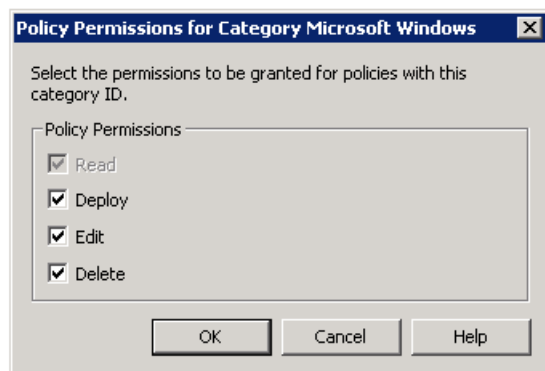 Policy Permissions for Category Microsoft Windows
Select the permissions to be granted for policies with this
category ID.
Policy Permissions
Read
Deploy
Edit
Delete
OK Cancel Help